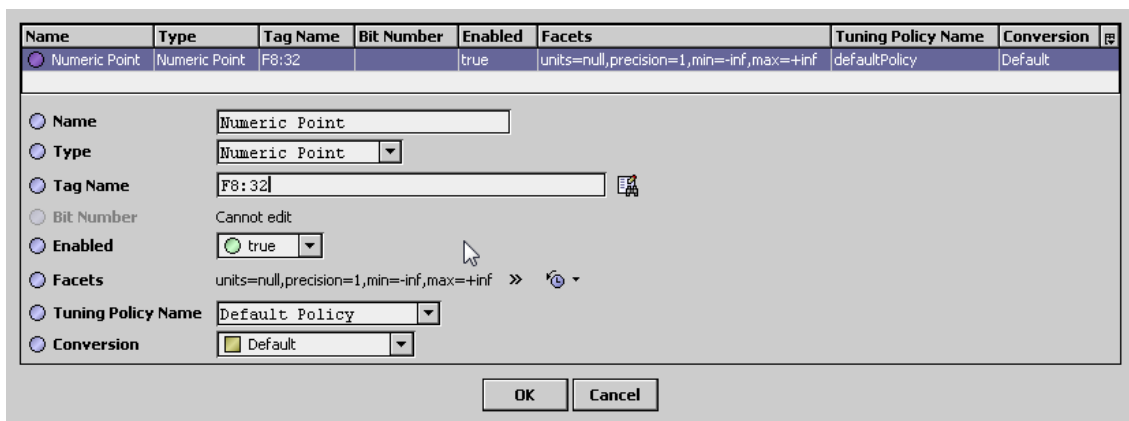 Name Type Tag Name Bit Number Enabled Facets Tuning Policy Name Conversion
Numeric Point Numeric Point F8:32 true units=null,precision=1,min=-inf,max=+inf defaultPolicy Default
Name Numeric Point
Type Numeric Point
Tag Name F8:32
Bit Number Cannot edit
Enabled true
Facets units=null,precision=1,min=-inf,max=+inf »
Tuning Policy Name Default Policy
Conversion Default
OK Cancel